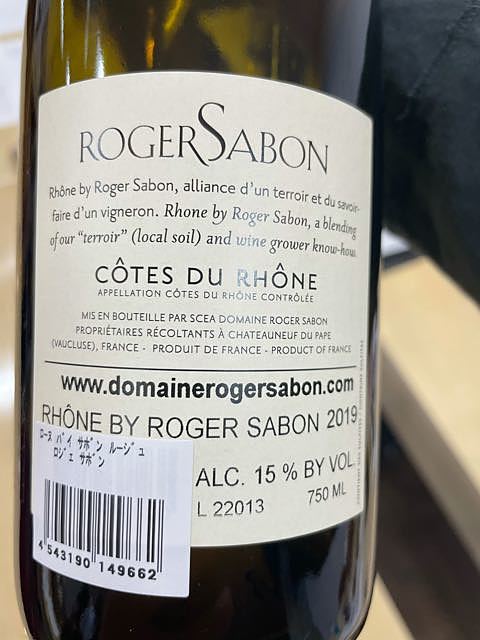 ROGERSABON
Rhône by Roger Sabon, alliance d'un terroir et du savoir-
faire d'un vigneron. Rhone by Roger Sabon, a blending
of our "terroir" (local soil) and wine grower know-how.
CÔTES DU RHÔNE
APPELLATION CÔTES DU RHÔNE CONTRÔLÉE
MIS EN BOUTEILLE PAR SCEA DOMAINE ROGER SABON
PROPRIÉTAIRES RÉCOLTANTS À CHATEAUNEUF DU PAPE
(VAUCLUSE), FRANCE - PRODUIT DE FRANCE - PRODUCT OF FRANCE
www.domainerogersabon.com
RHÔNE BY ROGER SABON 2019
ALC. 15 % BY VOL.
L 22013
750 ML
ﾛｰﾇ ﾊﾞｲ ｻﾎﾞﾝ ﾙｰｼﾞｭ
ﾛｼﾞｪ ｻﾎﾞﾝ
4 543190 149662